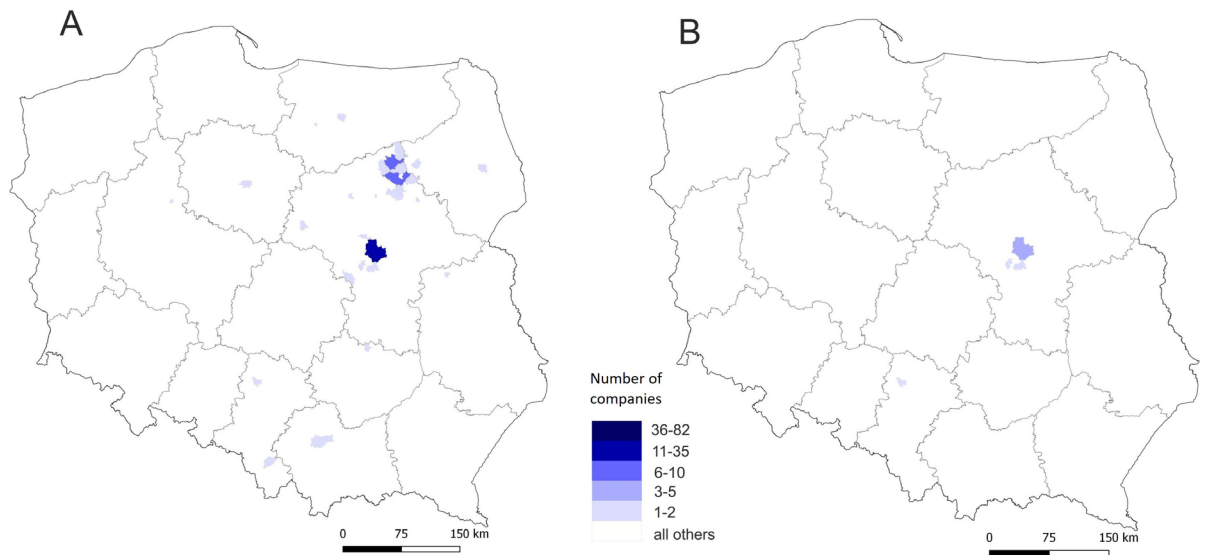 A
B
Number of
companies
36-82
11-35
6-10
3-5
1-2
all others
0 75 150 km
0 75 150 km